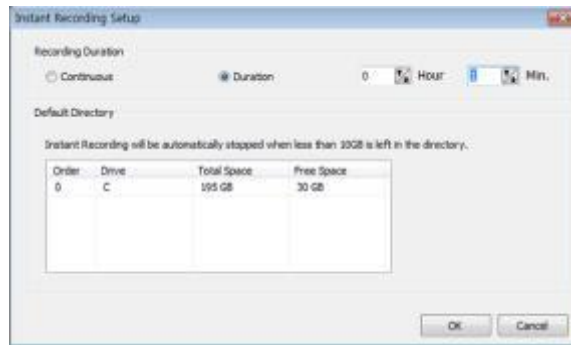 Instant Recording Setup
Recording Duration
Continuous Duration 0 Hour Min.
Default Directory
Instant Recording will be automatically stopped when less than 10GB is left in the directory.
Order Drive Total Space Free Space
0 C 195 GB 30 GB
OK Cancel